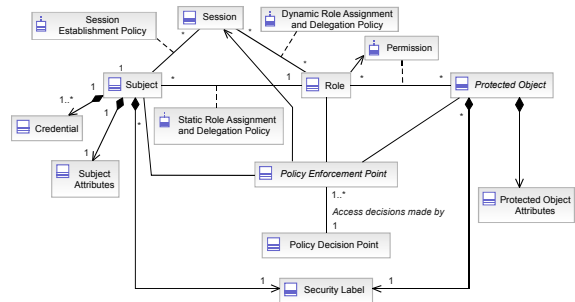 Session
Establishment Policy
Session
Dynamic Role Assignment
and Delegation Policy
Permission
*
*
*
*
1
1
*
*
1
*
*
Subject
Role
Protected Object
1..*
1
*
*
Credential
Static Role Assignment
and Delegation Policy
1
Subject
Attributes
Policy Enforcement Point
1..*
Access decisions made by
1
Protected Object
Attributes
Policy Decision Point
1
Security Label
1